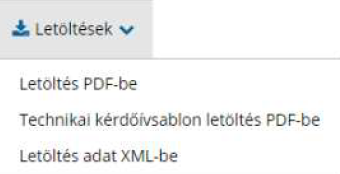 Letöltések
Letöltés PDF-be
Technikai kérdőívsablon letöltés PDF-be
Letöltés adat XML-be